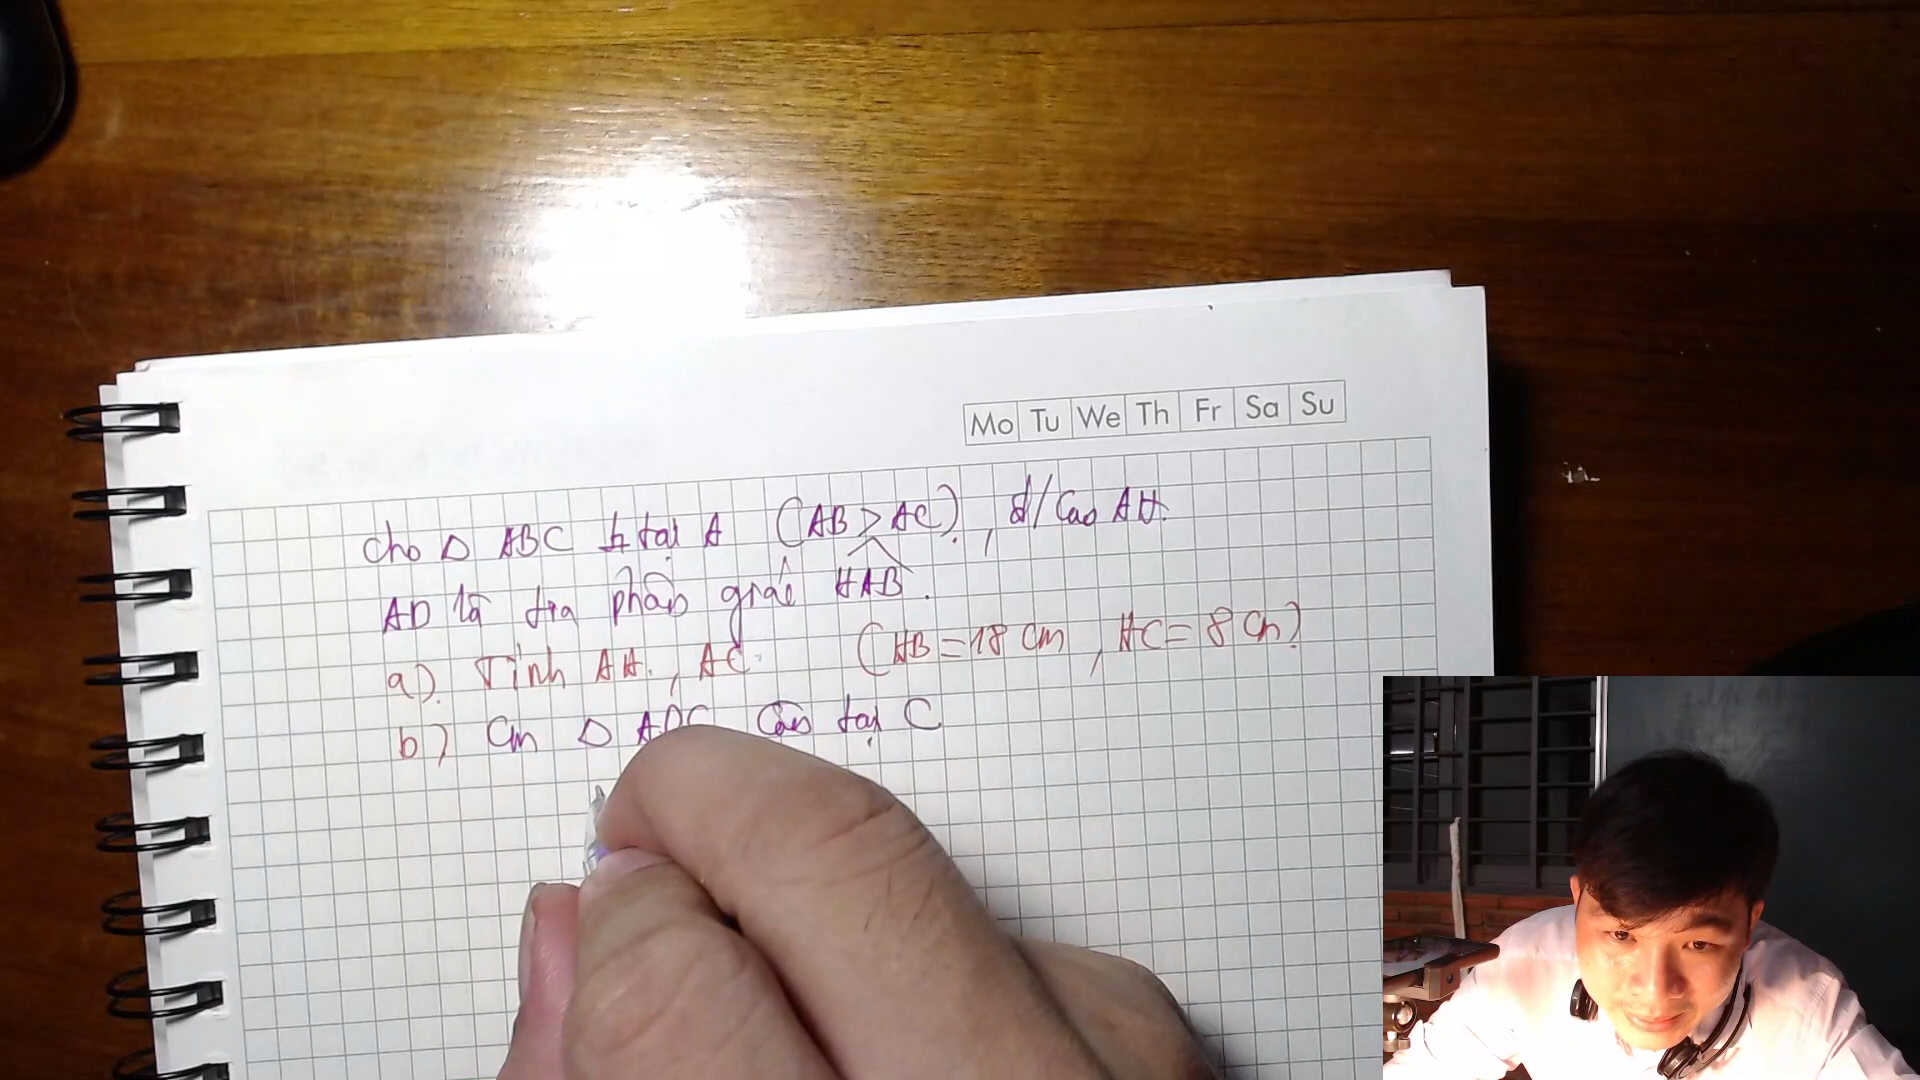 Mo Tu We Th Fr Sa Su
Cho Δ ABC ⊥ tại A (AB > AC), đ/cao AH.
AD là tia phân giác HAB.
a). Tính AH, AC. (HB = 18 cm, HC = 8 cm)
b) Cm Δ ADC cân tại C